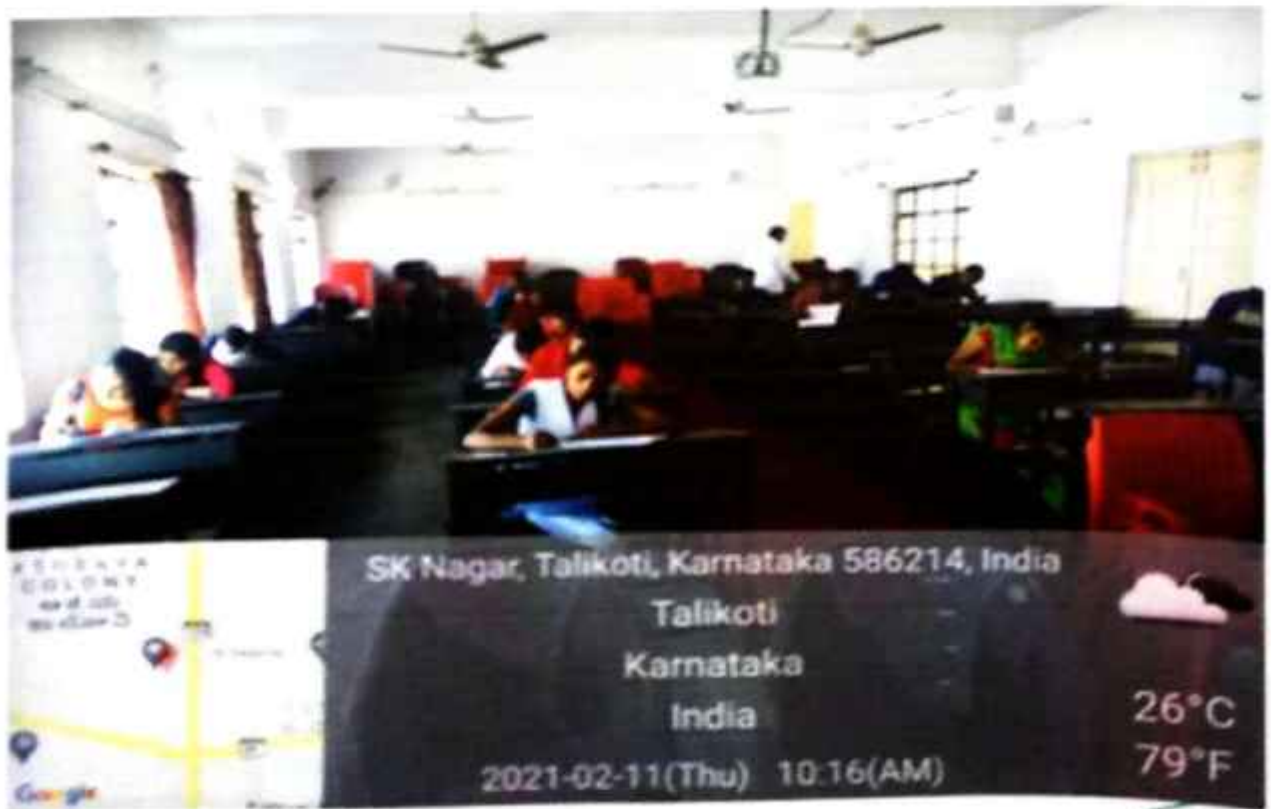 COLONY
SK Nagar, Talikoti, Karnataka 586214, India
Talikoti
Karnataka
India
2021-02-11(Thu) 10:16(AM)
26°C
79°F
Google